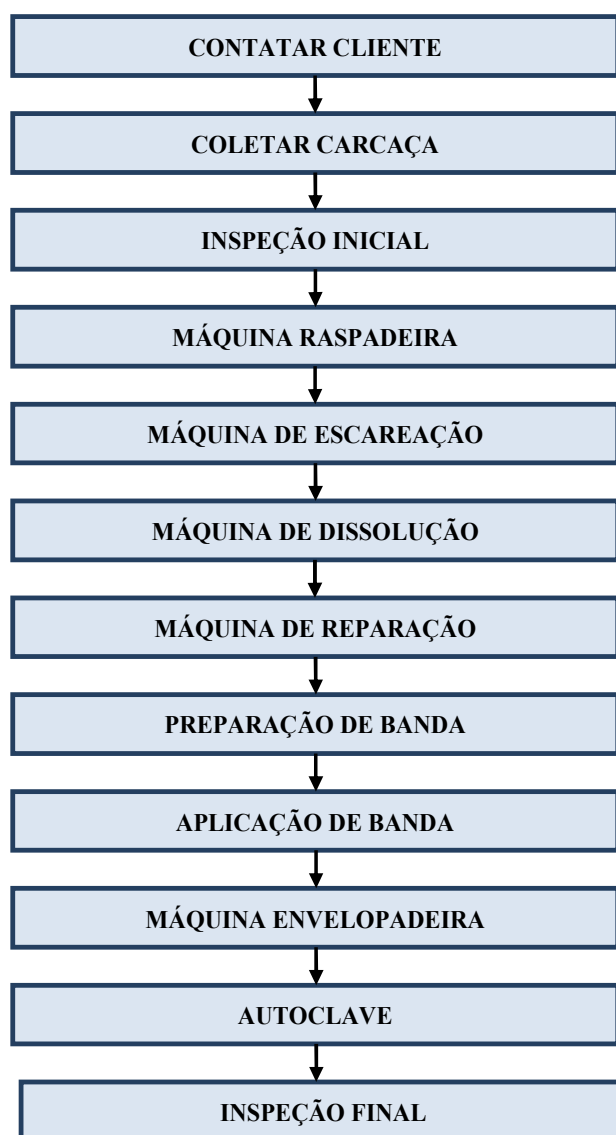 CONTATAR CLIENTE
COLETAR CARCAÇA
INSPEÇÃO INICIAL
MÁQUINA RASPADEIRA
MÁQUINA DE ESCAREAÇÃO
MÁQUINA DE DISSOLUÇÃO
MÁQUINA DE REPARAÇÃO
PREPARAÇÃO DE BANDA
APLICAÇÃO DE BANDA
MÁQUINA ENVELOPADEIRA
AUTOCLAVE
INSPEÇÃO FINAL